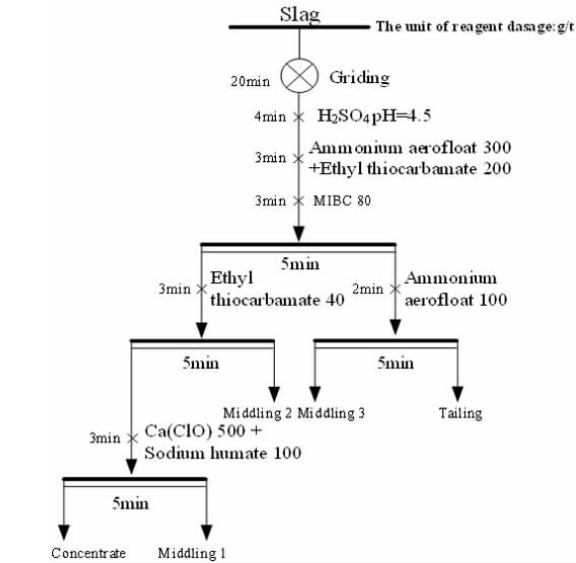 Slag
The unit of reagent dasage:g/t
20min
Griding
4min
H₂SO₄pH=4.5
3min
Ammonium aerofloat 300
+Ethyl thiocarbamate 200
3min
MIBC 80
5min
3min
Ethyl
thiocarbamate 40
2min
Ammonium
aerofloat 100
5min
5min
Middling 2
Middling 3
Tailing
3min
Ca(ClO) 500 +
Sodium humate 100
5min
Concentrate
Middling 1